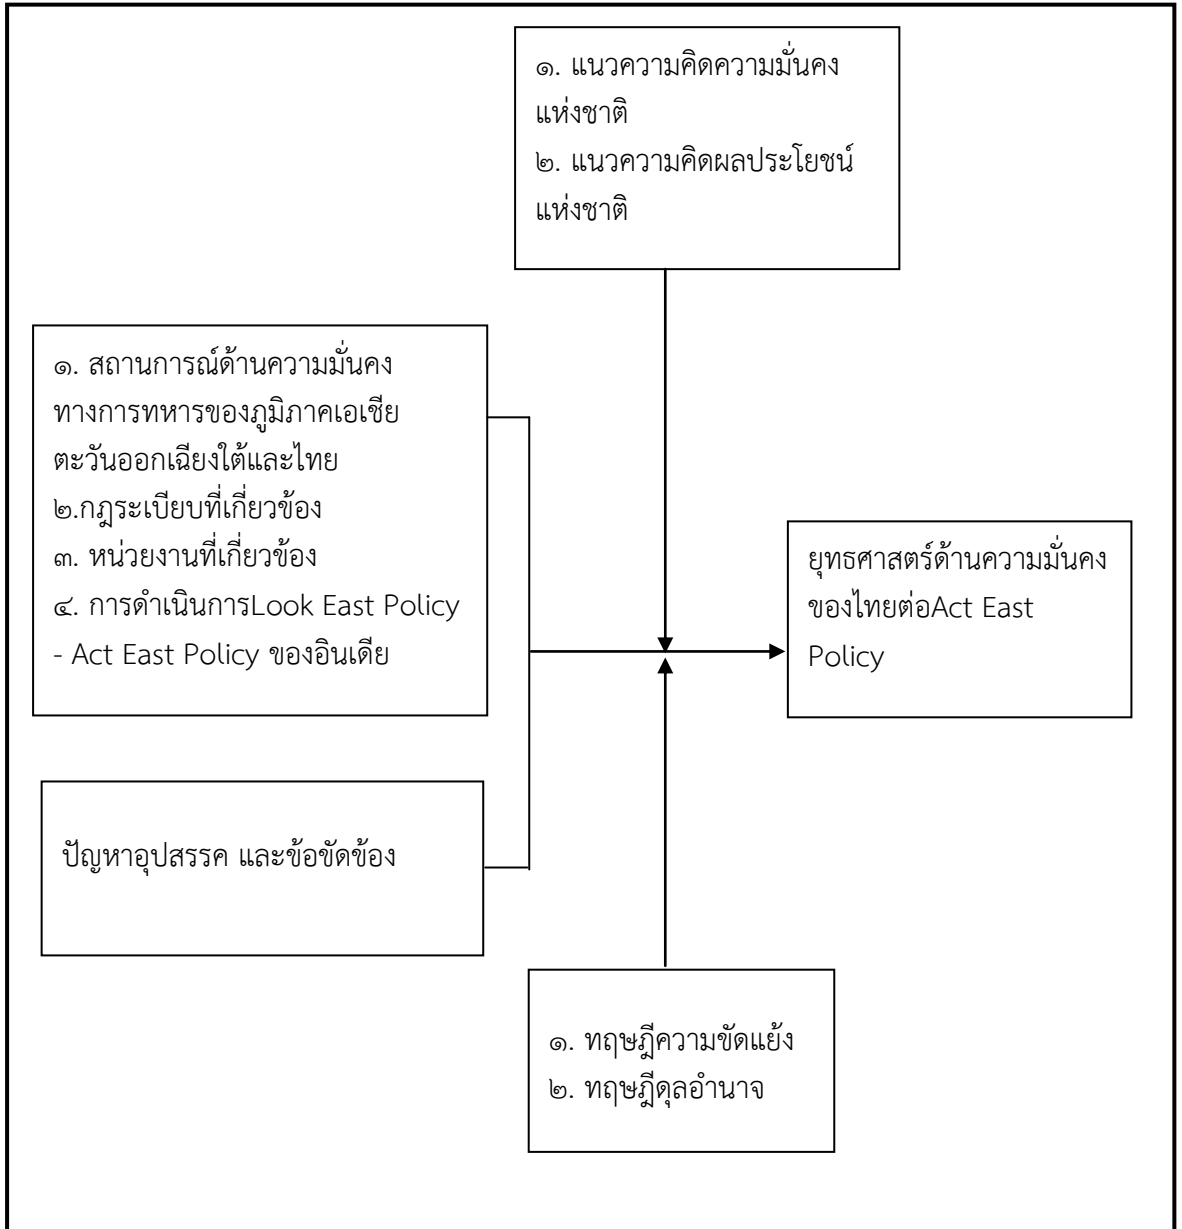 ๑. แนวความคิดความมั่นคง
แห่งชาติ
๒. แนวความคิดผลประโยชน์
แห่งชาติ
๑. สถานการณ์ด้านความมั่นคง
ทางการทหารของภูมิภาคเอเชีย
ตะวันออกเฉียงใต้และไทย
๒.กฎระเบียบที่เกี่ยวข้อง
๓. หน่วยงานที่เกี่ยวข้อง
๔. การดำเนินการLook East Policy
- Act East Policy ของอินเดีย
ยุทธศาสตร์ด้านความมั่นคง
ของไทยต่อAct East
Policy
ปัญหาอุปสรรค และข้อขัดข้อง
๑. ทฤษฎีความขัดแย้ง
๒. ทฤษฎีดุลอำนาจ